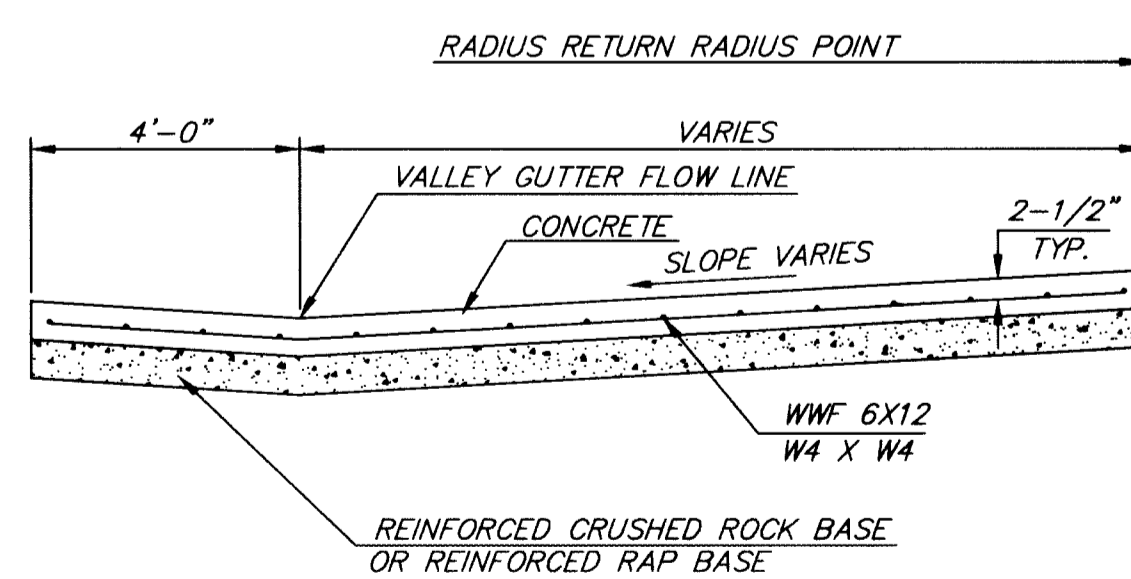 RADIUS RETURN RADIUS POINT
4'-0"
VARIES
VALLEY GUTTER FLOW LINE
CONCRETE
2-1/2"
TYP.
SLOPE VARIES
WWF 6X12
W4 X W4
REINFORCED CRUSHED ROCK BASE
OR REINFORCED RAP BASE